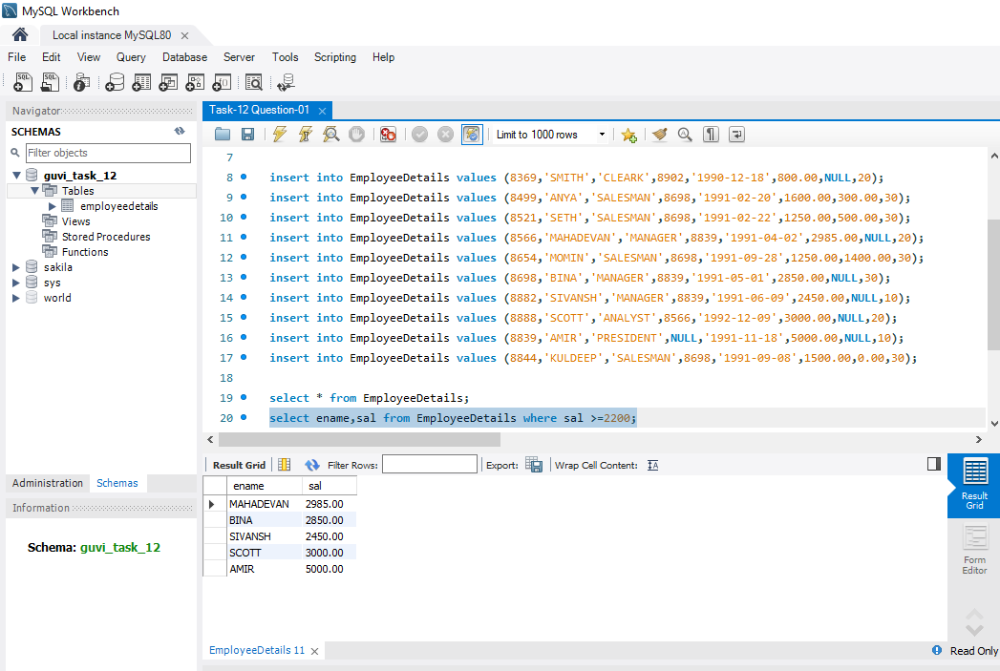 MySQL Workbench
Local instance MySQL80
File Edit View Query Database Server Tools Scripting Help
Navigator
SCHEMAS
Filter objects
guvi_task_12
Tables
employeedetails
Views
Stored Procedures
Functions
sakila
sys
world
Administration Schemas
Information
Schema: guvi_task_12
Task-12 Question-01
Limit to 1000 rows
7
8 insert into EmployeeDetails values (8369,'SMITH','CLEARK',8902,'1990-12-18',800.00,NULL,20);
9 insert into EmployeeDetails values (8499,'ANYA','SALESMAN',8698,'1991-02-20',1600.00,300.00,30);
10 insert into EmployeeDetails values (8521,'SETH','SALESMAN',8698,'1991-02-22',1250.00,500.00,30);
11 insert into EmployeeDetails values (8566,'MAHADEVAN','MANAGER',8839,'1991-04-02',2985.00,NULL,20);
12 insert into EmployeeDetails values (8654,'MOMIN','SALESMAN',8698,'1991-09-28',1250.00,1400.00,30);
13 insert into EmployeeDetails values (8698,'BINA','MANAGER',8839,'1991-05-01',2850.00,NULL,30);
14 insert into EmployeeDetails values (8882,'SIVANSH','MANAGER',8839,'1991-06-09',2450.00,NULL,10);
15 insert into EmployeeDetails values (8888,'SCOTT','ANALYST',8566,'1992-12-09',3000.00,NULL,20);
16 insert into EmployeeDetails values (8839,'AMIR','PRESIDENT',NULL,'1991-11-18',5000.00,NULL,10);
17 insert into EmployeeDetails values (8844,'KULDEEP','SALESMAN',8698,'1991-09-08',1500.00,0.00,30);
18
19 select * from EmployeeDetails;
20 select ename,sal from EmployeeDetails where sal >=2200;
Result Grid Filter Rows: Export: Wrap Cell Content:
ename sal
MAHADEVAN 2985.00
BINA 2850.00
SIVANSH 2450.00
SCOTT 3000.00
AMIR 5000.00
Result
Grid
Form
Editor
EmployeeDetails 11
Read Only